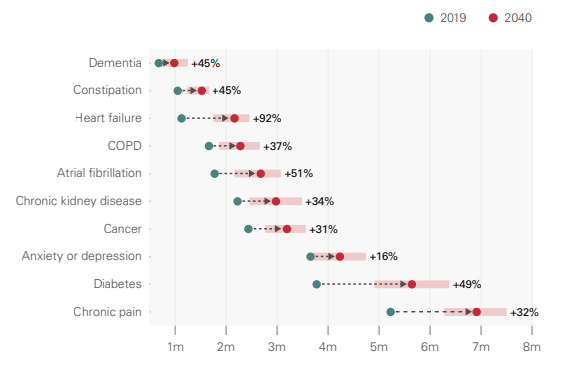 2019 2040
Dementia +45%
Constipation +45%
Heart failure +92%
COPD +37%
Atrial fibrillation +51%
Chronic kidney disease +34%
Cancer +31%
Anxiety or depression +16%
Diabetes +49%
Chronic pain +32%
1m 2m 3m 4m 5m 6m 7m 8m